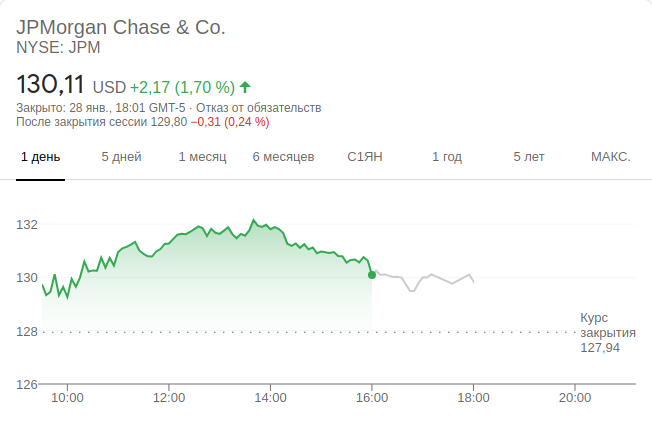 JPMorgan Chase & Co.
NYSE: JPM
130,11 USD +2,17 (1,70 %)
Закрыто: 28 янв., 18:01 GMT-5 · Отказ от обязательств
После закрытия сессии 129,80 −0,31 (0,24 %)
1 день 5 дней 1 месяц 6 месяцев С1ЯН 1 год 5 лет МАКС.
132
130
128
126
Курс
закрытия
127,94
10:00 12:00 14:00 16:00 18:00 20:00